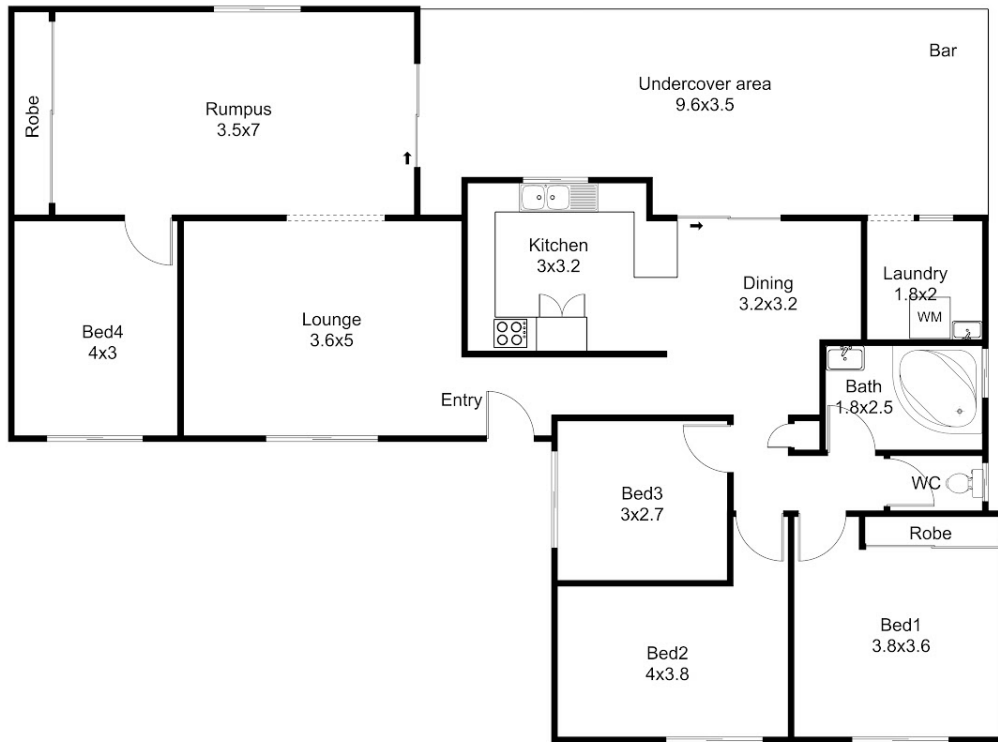 Bar
Undercover area
9.6x3.5
Robe
Rumpus
3.5x7
Kitchen
3x3.2
Laundry
1.8x2
WM
Dining
3.2x3.2
Lounge
3.6x5
Bed4
4x3
Bath
1.8x2.5
Entry
WC
Bed3
3x2.7
Robe
Bed1
3.8x3.6
Bed2
4x3.8